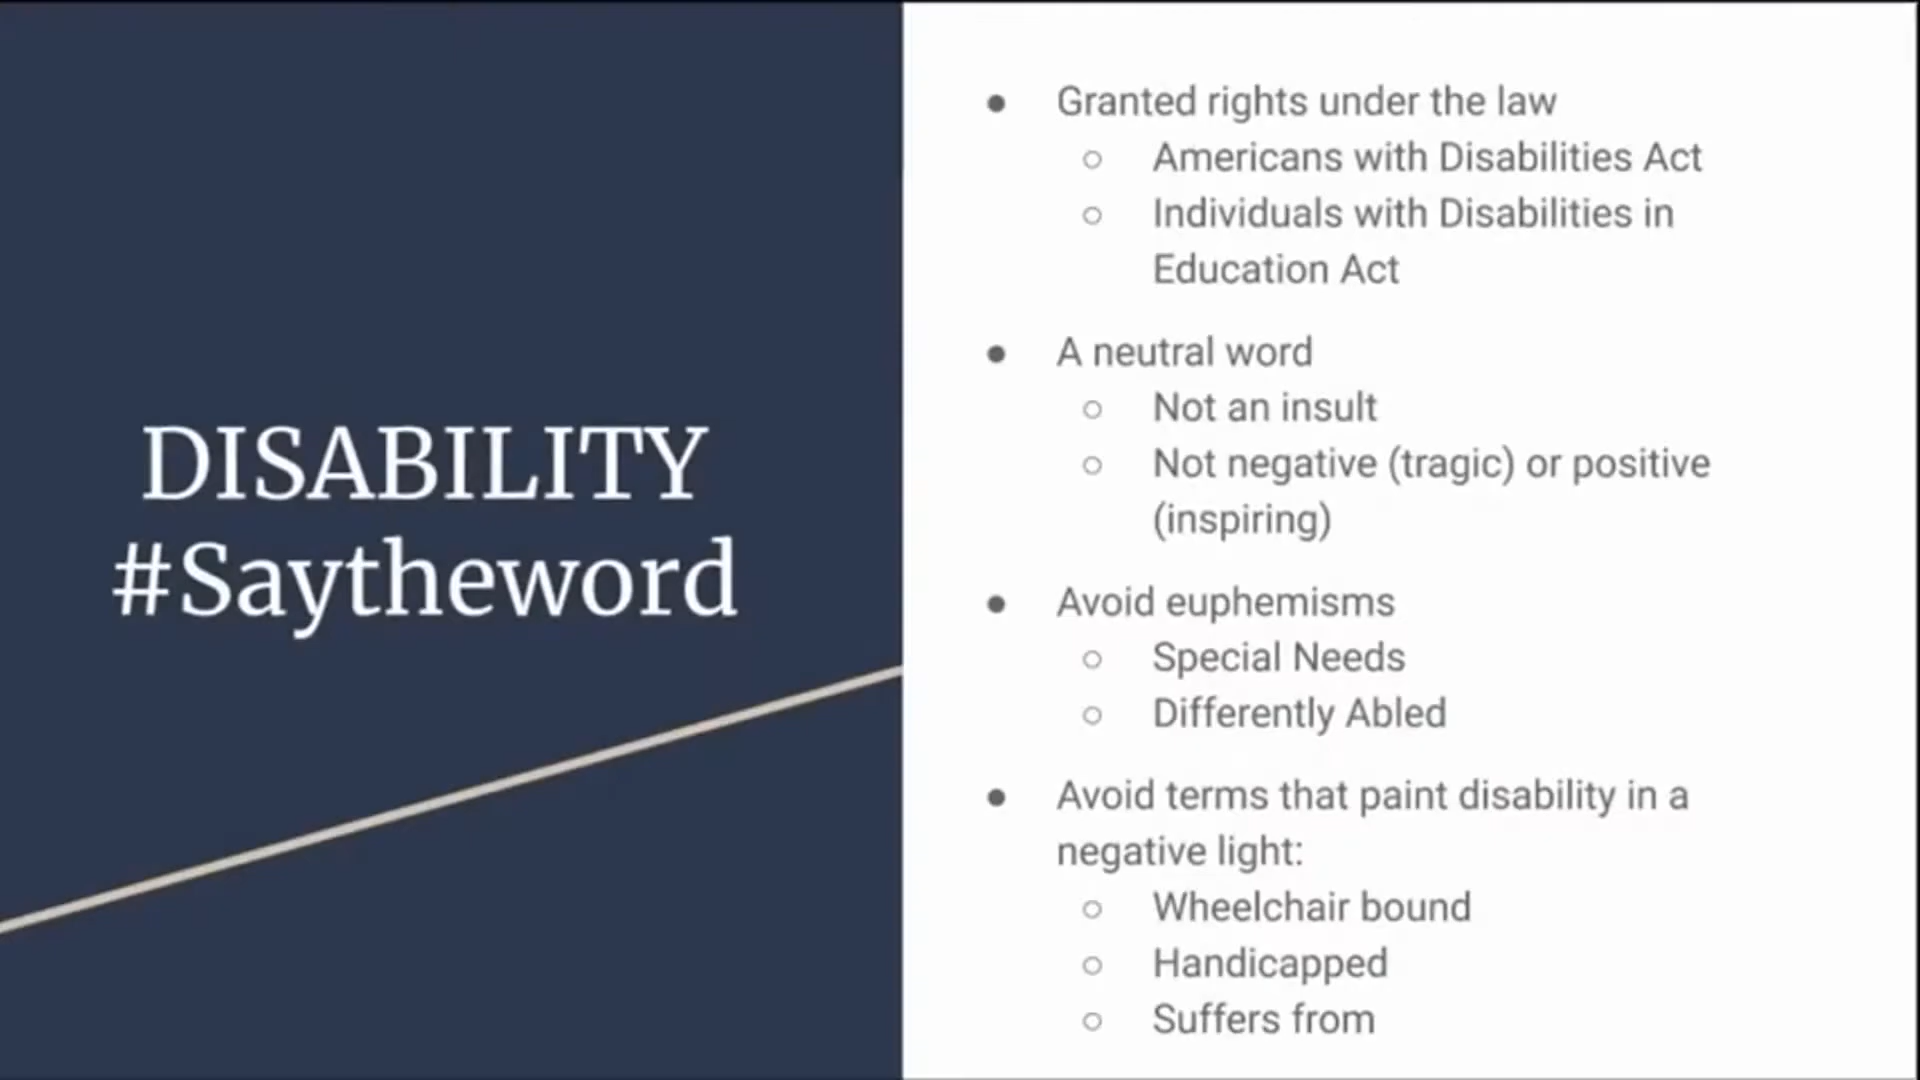 DISABILITY
#Saytheword
● Granted rights under the law
○ Americans with Disabilities Act
○ Individuals with Disabilities in
Education Act
● A neutral word
○ Not an insult
○ Not negative (tragic) or positive
(inspiring)
● Avoid euphemisms
○ Special Needs
○ Differently Abled
● Avoid terms that paint disability in a
negative light:
○ Wheelchair bound
○ Handicapped
○ Suffers from